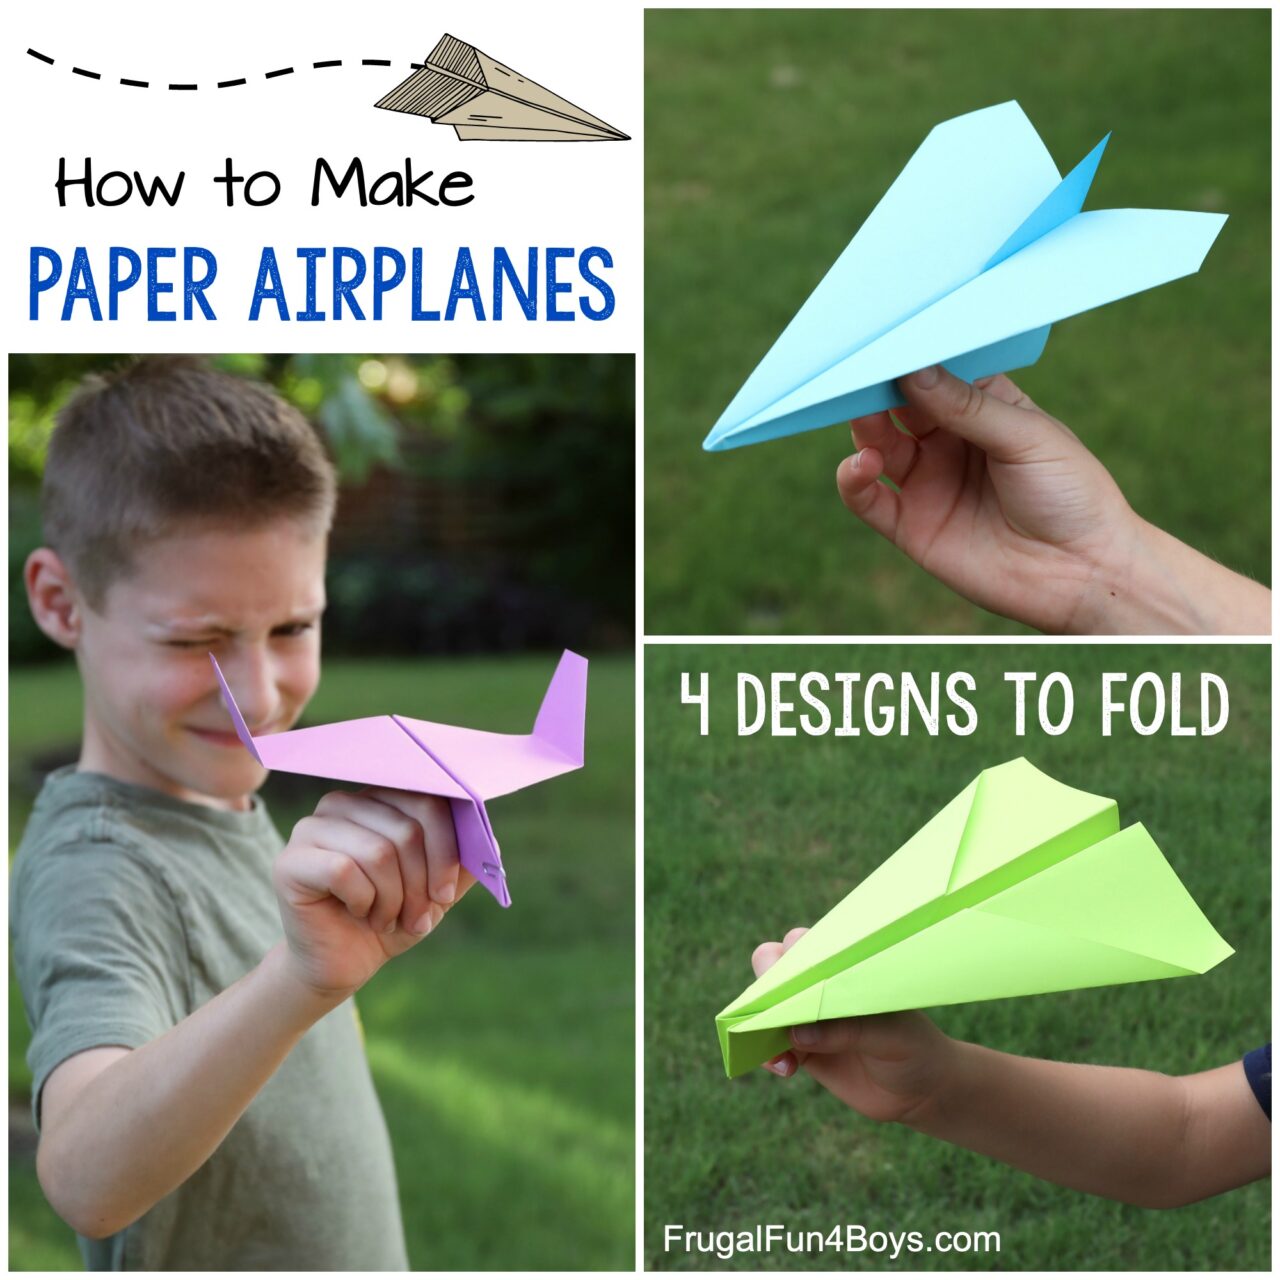 How to Make
PAPER AIRPLANES
4 DESIGNS TO FOLD
FrugalFun4Boys.com